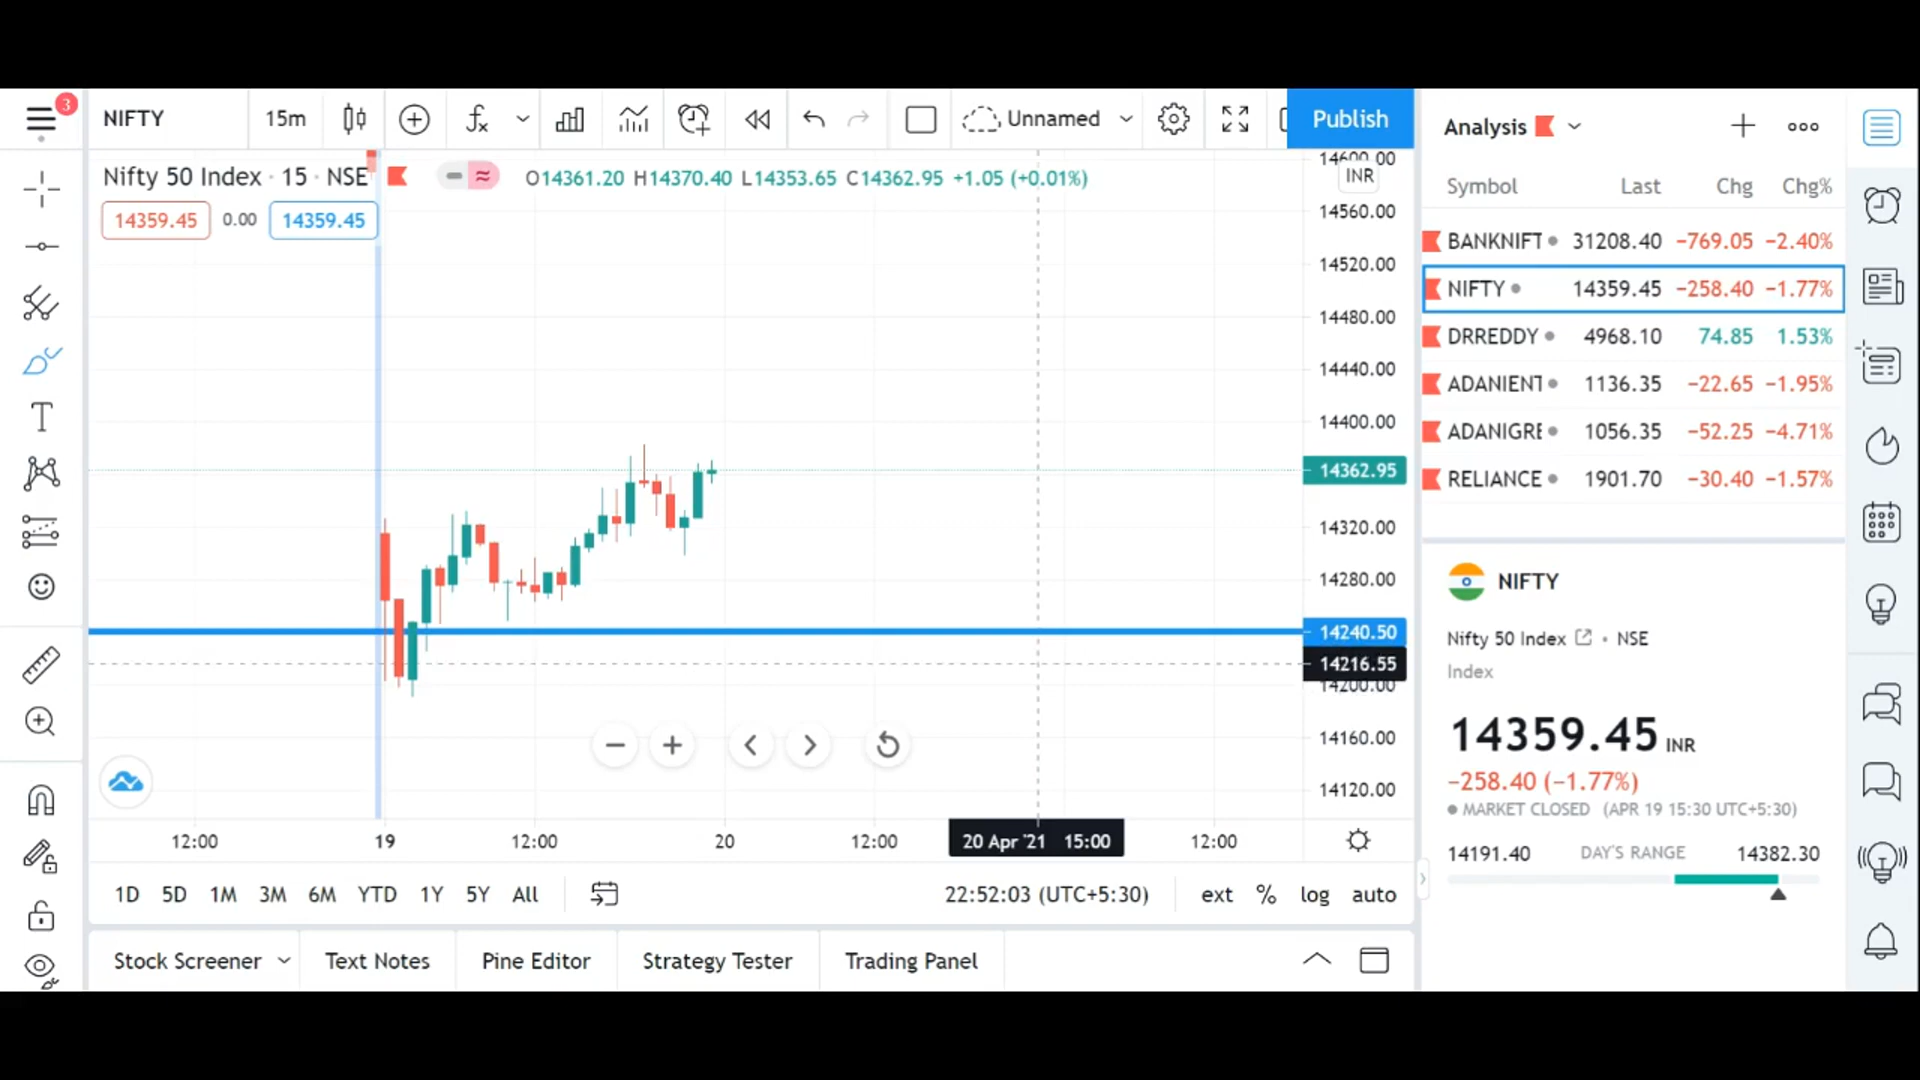 3
NIFTY 15m Unnamed Publish
Nifty 50 Index · 15 · NSE O14361.20 H14370.40 L14353.65 C14362.95 +1.05 (+0.01%)
14359.45 0.00 14359.45
14600.00
INR
14560.00
14520.00
14480.00
14440.00
14400.00
14362.95
14320.00
14280.00
14240.50
14216.55
14200.00
14160.00
14120.00
12:00 19 12:00 20 12:00 20 Apr '21 15:00 12:00
1D 5D 1M 3M 6M YTD 1Y 5Y All 22:52:03 (UTC+5:30) ext % log auto
Stock Screener Text Notes Pine Editor Strategy Tester Trading Panel
Analysis
Symbol Last Chg Chg%
BANKNIFT 31208.40 −769.05 −2.40%
NIFTY 14359.45 −258.40 −1.77%
DRREDDY 4968.10 74.85 1.53%
ADANIENT 1136.35 −22.65 −1.95%
ADANIGRE 1056.35 −52.25 −4.71%
RELIANCE 1901.70 −30.40 −1.57%
NIFTY
Nifty 50 Index · NSE
Index
14359.45 INR
−258.40 (−1.77%)
MARKET CLOSED (APR 19 15:30 UTC+5:30)
14191.40 DAY'S RANGE 14382.30